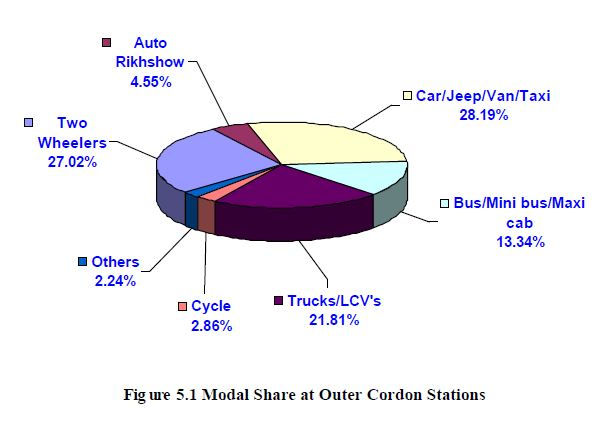 Auto
Rikhshow
4.55%
Car/Jeep/Van/Taxi
28.19%
Two
Wheelers
27.02%
Bus/Mini bus/Maxi
cab
13.34%
Others
2.24%
Cycle
2.86%
Trucks/LCV's
21.81%
Figure 5.1 Modal Share at Outer Cordon Stations